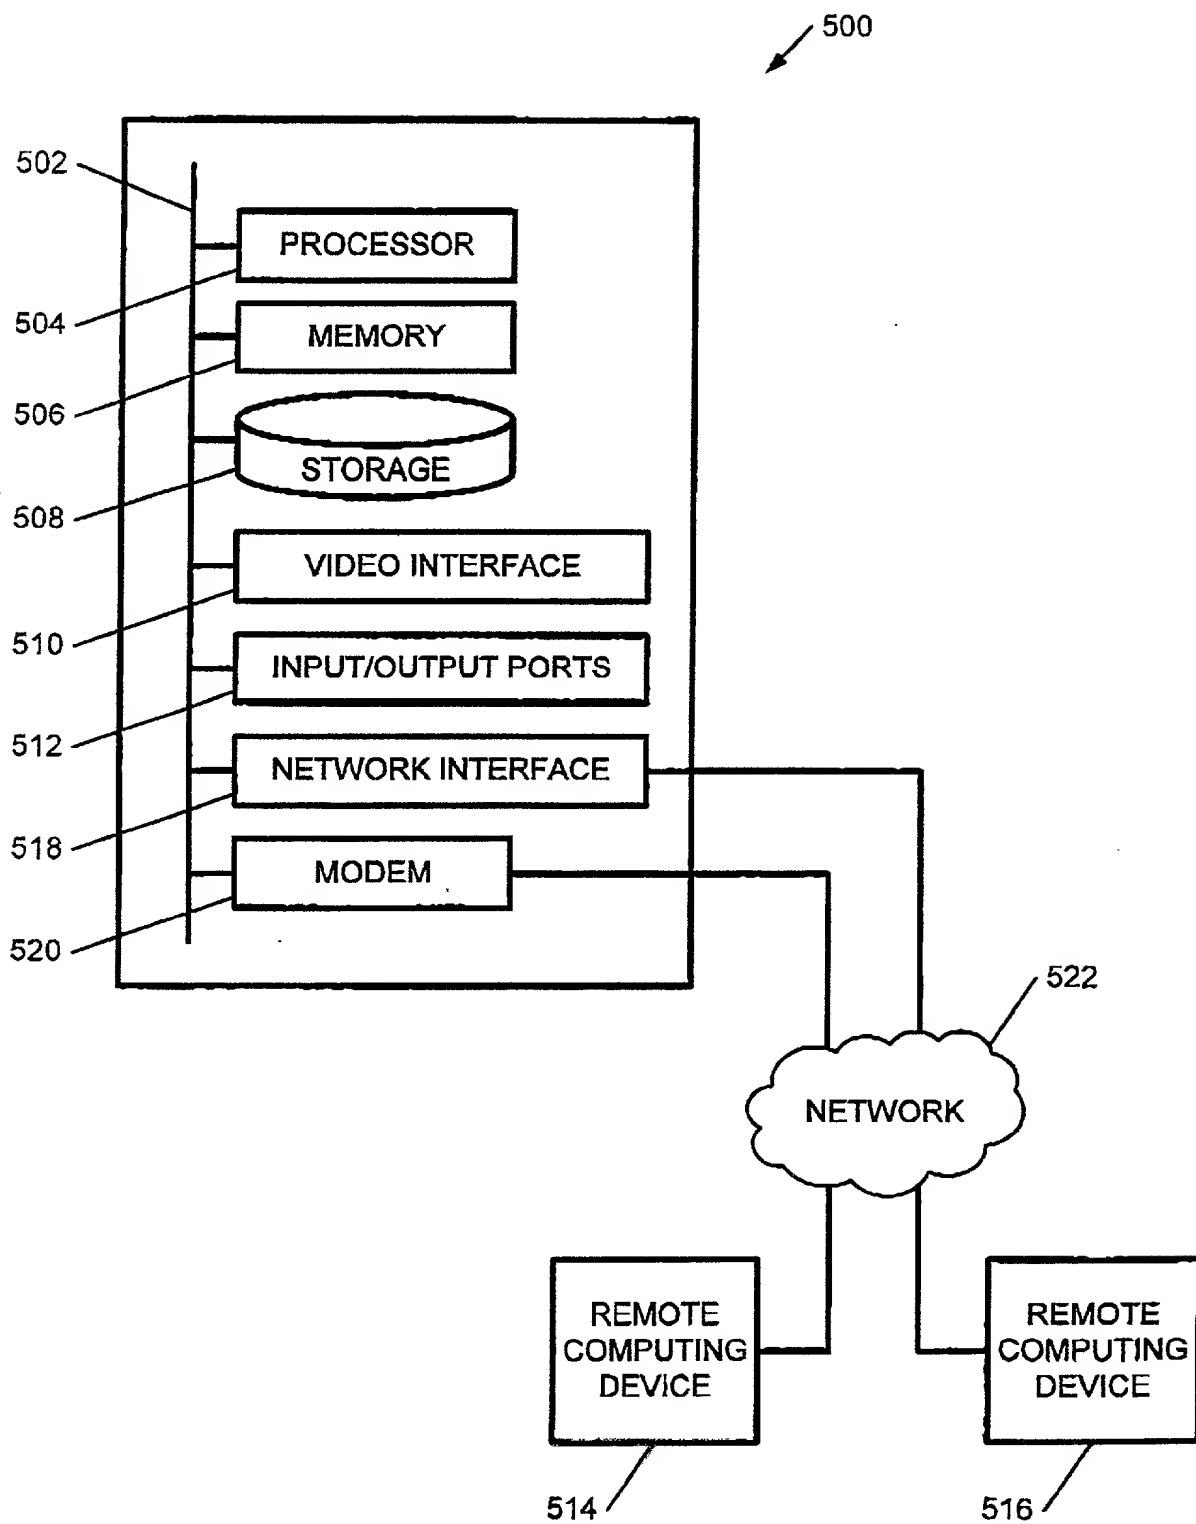 500
502
PROCESSOR
504
MEMORY
506
STORAGE
508
VIDEO INTERFACE
510
INPUT/OUTPUT PORTS
512
NETWORK INTERFACE
518
MODEM
520
522
NETWORK
REMOTE
COMPUTING
DEVICE
REMOTE
COMPUTING
DEVICE
514
516